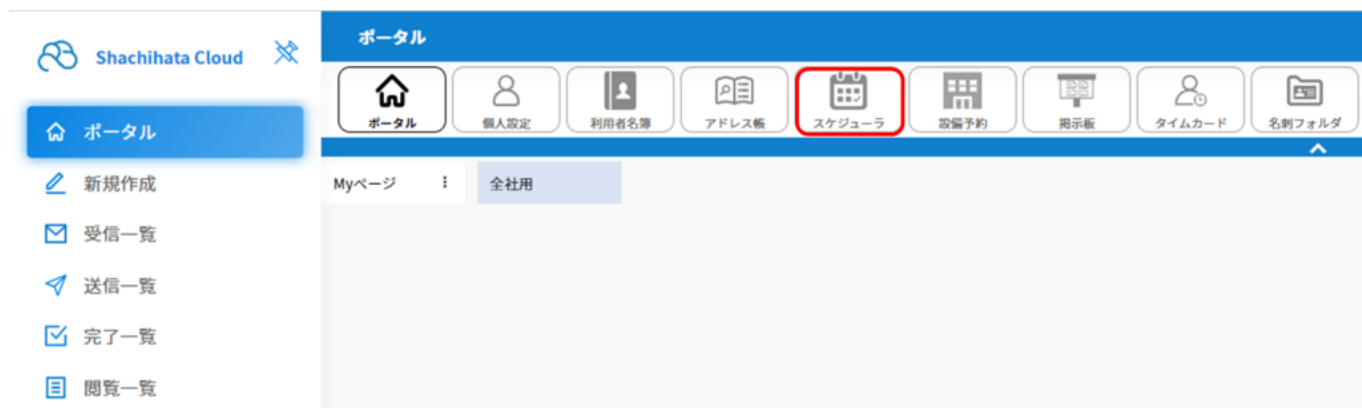 Shachihata Cloud
ポータル
新規作成
受信一覧
送信一覧
完了一覧
閲覧一覧
ポータル
ポータル 個人設定 利用者名簿 アドレス帳 スケジューラ 設備予約 掲示板 タイムカード 名刺フォルダ
Myページ 全社用